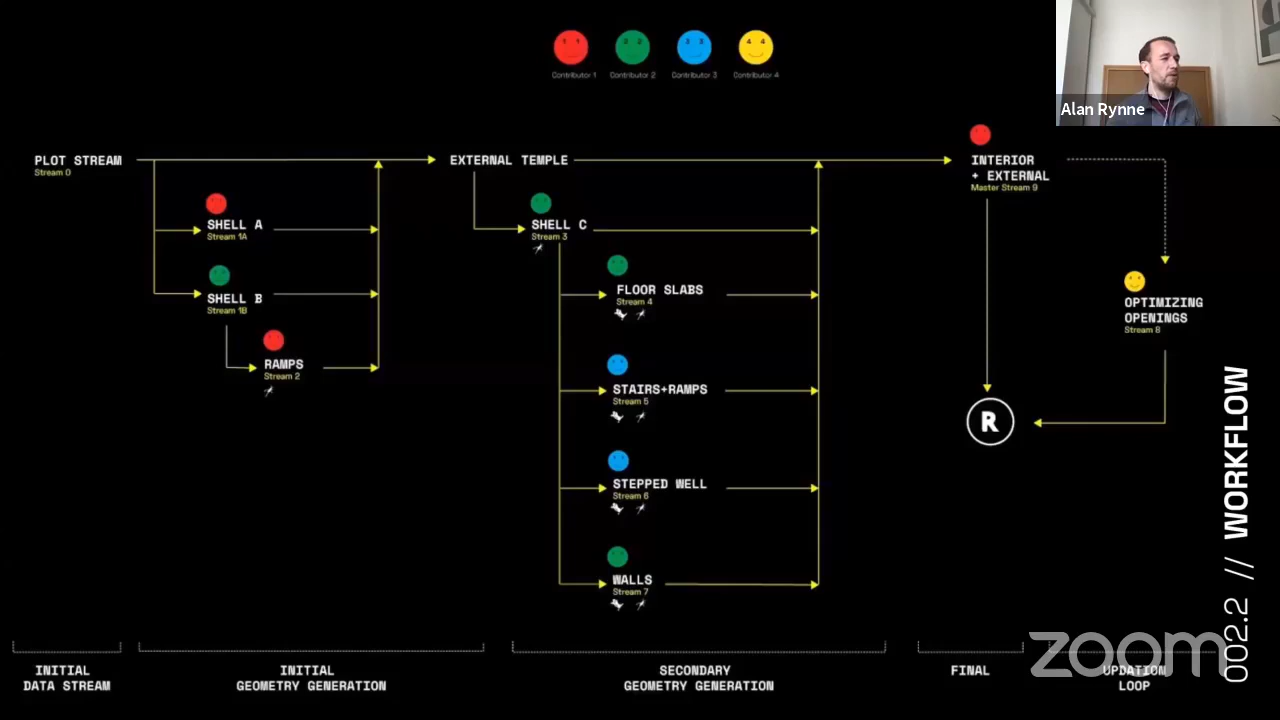 Contributor 1
Contributor 2
Contributor 3
Contributor 4
Alan Rynne
PLOT STREAM
Stream 0
SHELL A
Stream 1A
SHELL B
Stream 1B
RAMPS
Stream 2
EXTERNAL TEMPLE
SHELL C
Stream 3
FLOOR SLABS
Stream 4
STAIRS+RAMPS
Stream 5
STEPPED WELL
Stream 6
WALLS
Stream 7
INTERIOR
+ EXTERNAL
Master Stream 9
OPTIMIZING
OPENINGS
Stream 8
R
002.2 // WORKFLOW
INITIAL
DATA STREAM
INITIAL
GEOMETRY GENERATION
SECONDARY
GEOMETRY GENERATION
FINAL
UPDATION
LOOP
zoom